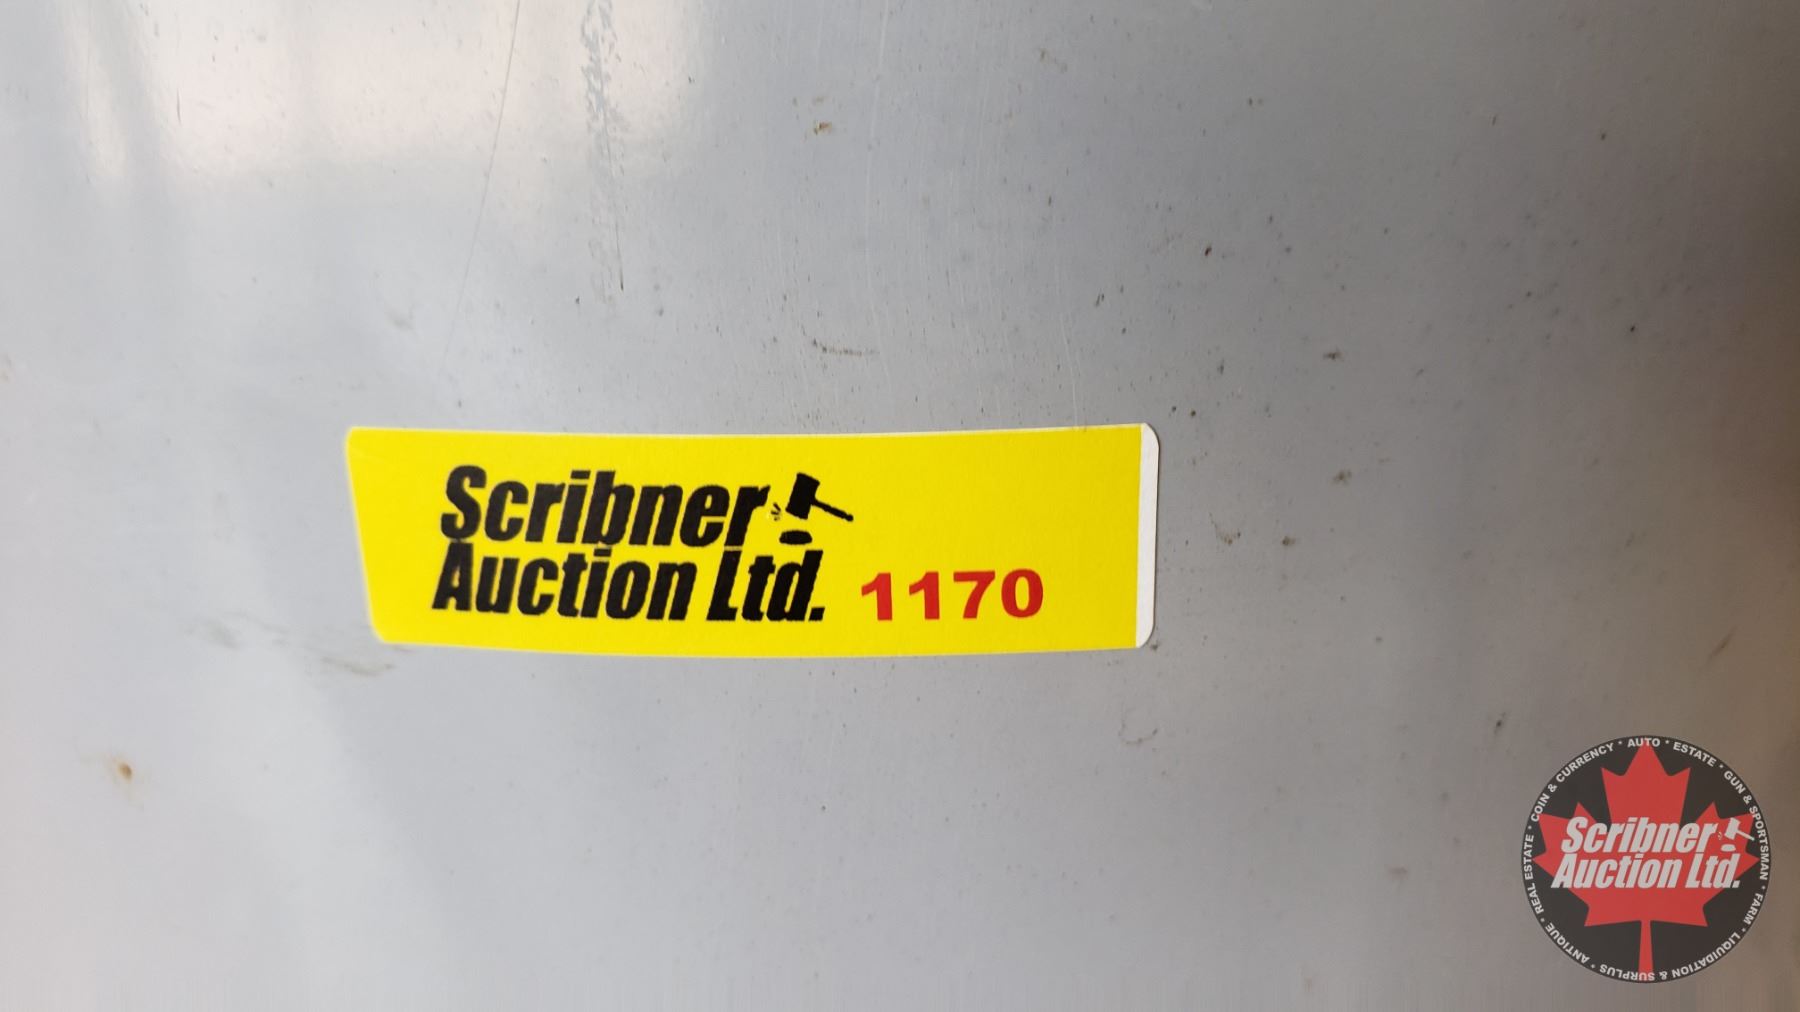 Scribner
Auction Ltd. 1170
COIN & CURRENCY * AUTO * ESTATE * GUN & SPORTSMAN * FARM * LIQUIDATION & SURPLUS * ANTIQUE * REAL ESTATE *
Scribner
Auction Ltd.